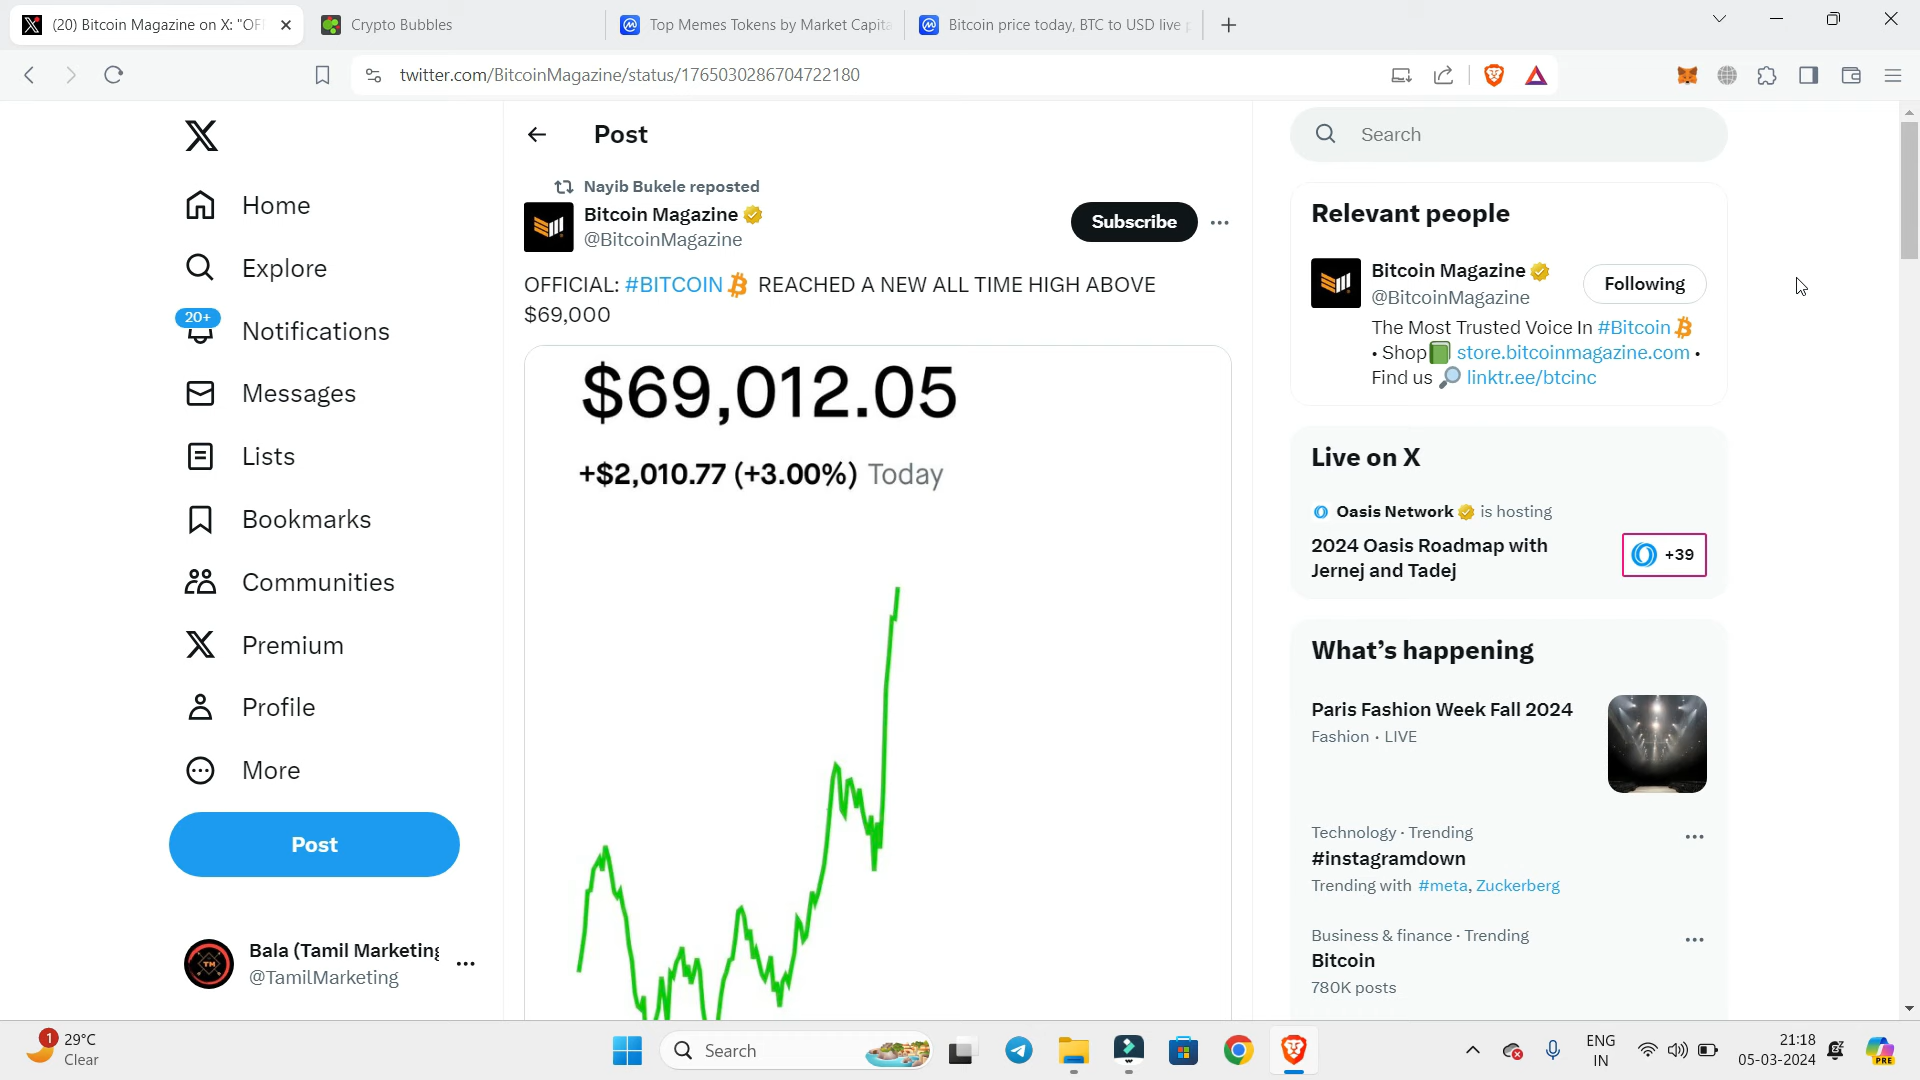 (20) Bitcoin Magazine on X: "OF
Crypto Bubbles
Top Memes Tokens by Market Capita
Bitcoin price today, BTC to USD live p
twitter.com/BitcoinMagazine/status/1765030286704722180
Home
Explore
20+
Notifications
Messages
Lists
Bookmarks
Communities
Premium
Profile
More
Post
Bala (Tamil Marketing
@TamilMarketing
Post
Nayib Bukele reposted
Bitcoin Magazine
@BitcoinMagazine
Subscribe
OFFICIAL: #BITCOIN REACHED A NEW ALL TIME HIGH ABOVE
$69,000
$69,012.05
+$2,010.77 (+3.00%) Today
Search
Relevant people
Bitcoin Magazine
@BitcoinMagazine
Following
The Most Trusted Voice In #Bitcoin
• Shop store.bitcoinmagazine.com •
Find us linktr.ee/btcinc
Live on X
Oasis Network is hosting
2024 Oasis Roadmap with
Jernej and Tadej
+39
What’s happening
Paris Fashion Week Fall 2024
Fashion · LIVE
Technology · Trending
#instagramdown
Trending with #meta, Zuckerberg
Business & finance · Trending
Bitcoin
780K posts
1
29°C
Clear
Search
ENG
IN
21:18
05-03-2024
PRE